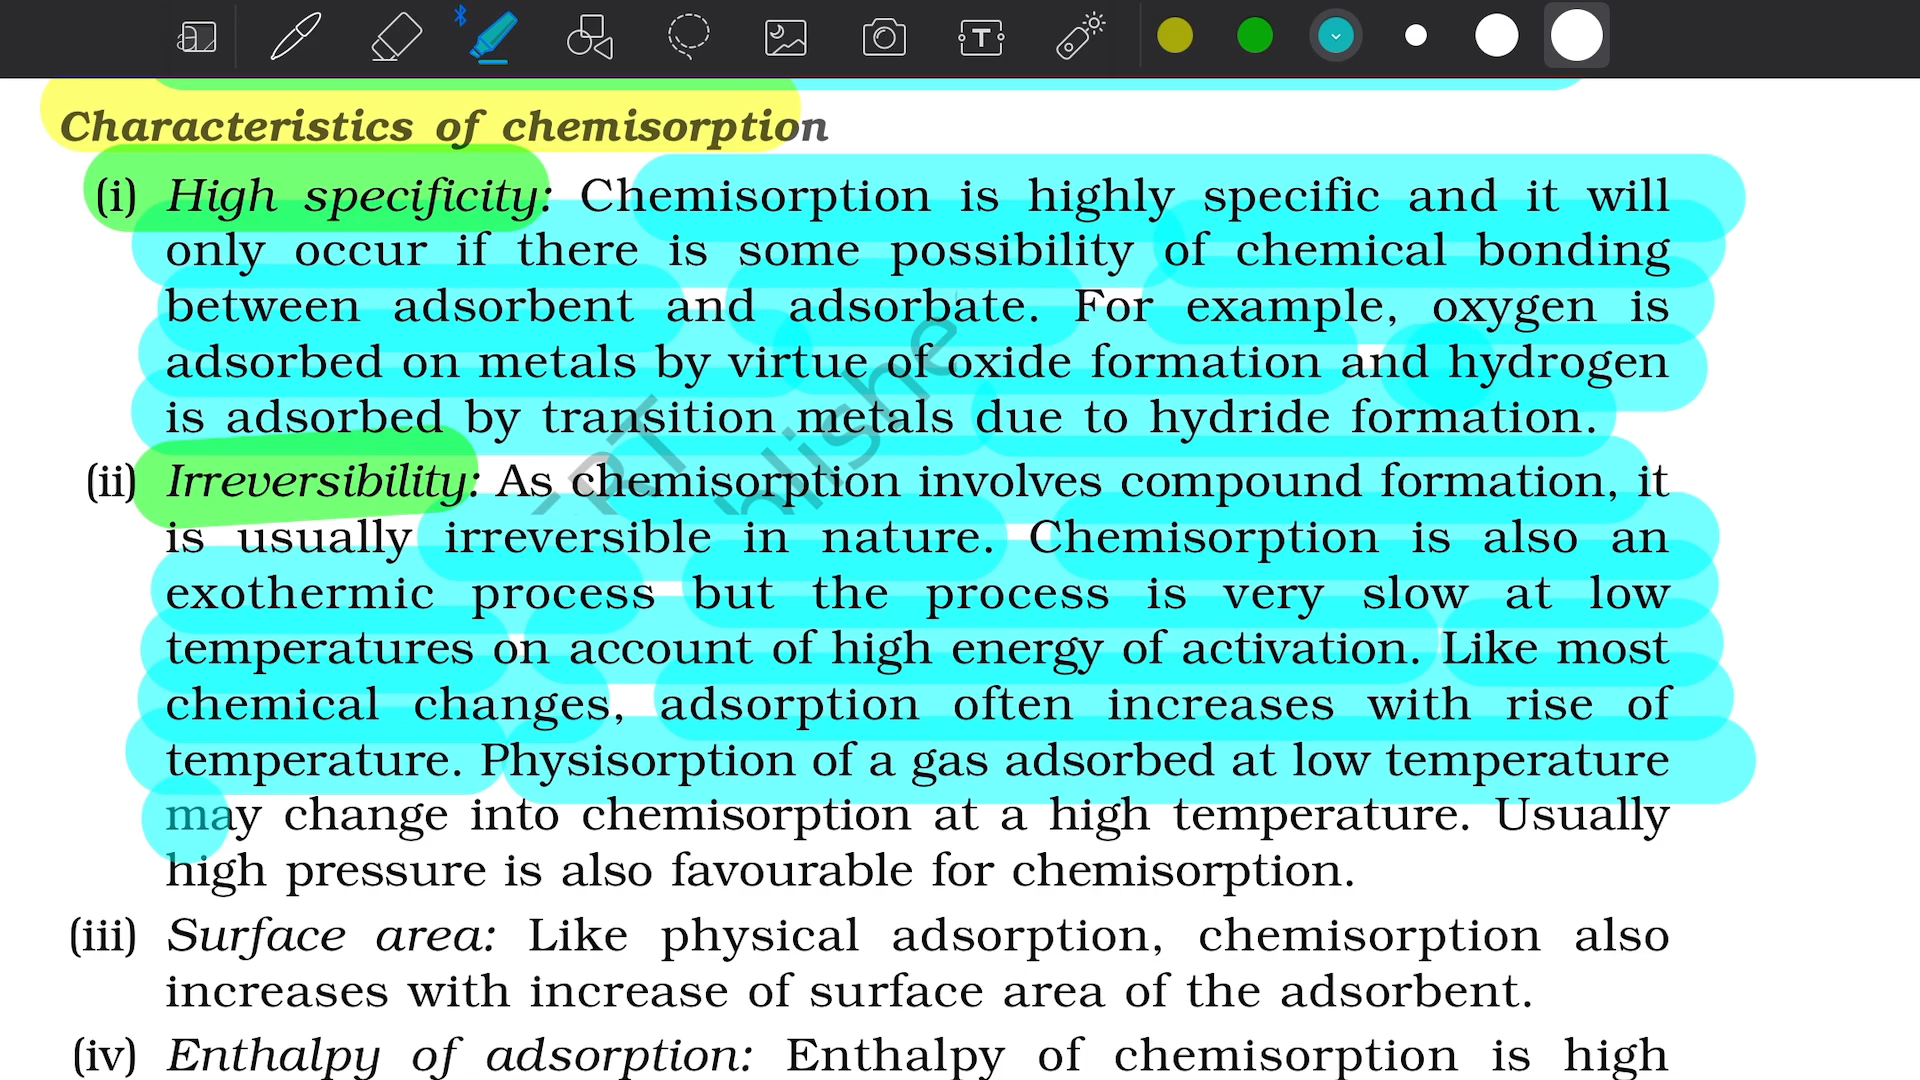 Characteristics of chemisorption
(i) High specificity: Chemisorption is highly specific and it will
only occur if there is some possibility of chemical bonding
between adsorbent and adsorbate. For example, oxygen is
adsorbed on metals by virtue of oxide formation and hydrogen
is adsorbed by transition metals due to hydride formation.
(ii) Irreversibility: As chemisorption involves compound formation, it
is usually irreversible in nature. Chemisorption is also an
exothermic process but the process is very slow at low
temperatures on account of high energy of activation. Like most
chemical changes, adsorption often increases with rise of
temperature. Physisorption of a gas adsorbed at low temperature
may change into chemisorption at a high temperature. Usually
high pressure is also favourable for chemisorption.
(iii) Surface area: Like physical adsorption, chemisorption also
increases with increase of surface area of the adsorbent.
(iv) Enthalpy of adsorption: Enthalpy of chemisorption is high